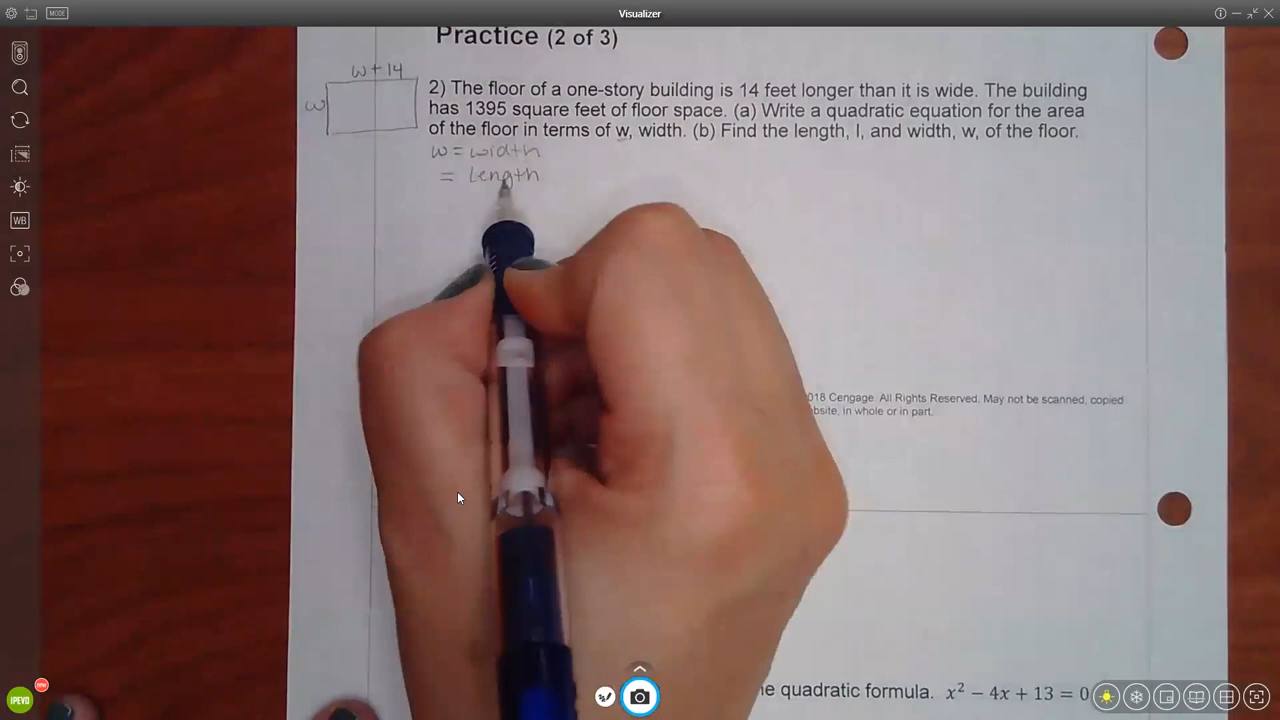 MODE
Visualizer
Practice (2 of 3)
w + 14
w
2) The floor of a one-story building is 14 feet longer than it is wide. The building
has 1395 square feet of floor space. (a) Write a quadratic equation for the area
of the floor in terms of w, width. (b) Find the length, l, and width, w, of the floor.
w = width
= Length
018 Cengage. All Rights Reserved. May not be scanned, copied
bsite, in whole or in part.
e quadratic formula. x² − 4x + 13 = 0
WB
IPEVO
new